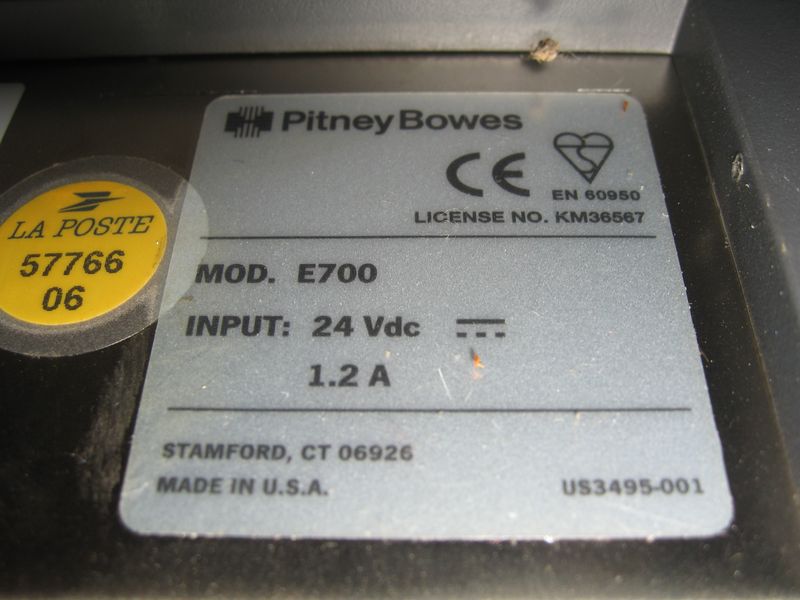 Pitney Bowes
CE
S
EN 60950
LICENSE NO. KM36567
LA POSTE
57766
06
MOD. E700
INPUT: 24 Vdc
1.2 A
STAMFORD, CT 06926
MADE IN U.S.A.
US3495-001